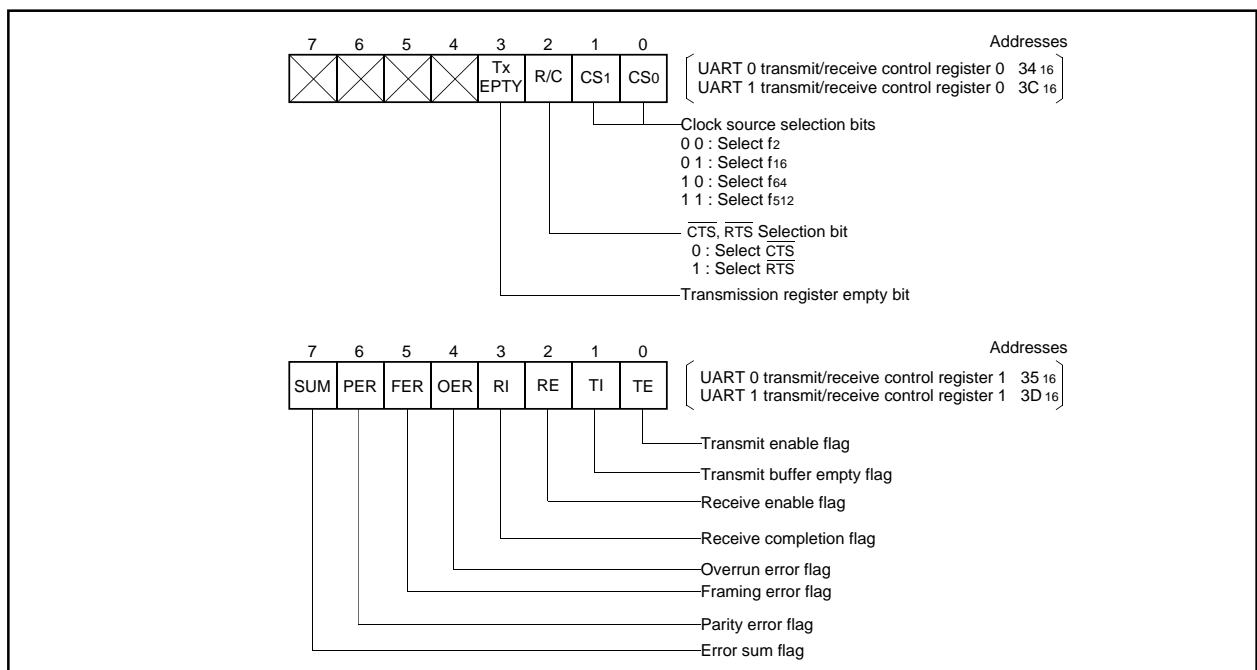 Addresses
7 6 5 4 3 2 1 0
Tx EPTY R/C CS1 CS0
UART 0 transmit/receive control register 0 34 16
UART 1 transmit/receive control register 0 3C 16
Clock source selection bits
0 0 : Select f2
0 1 : Select f16
1 0 : Select f64
1 1 : Select f512
CTS, RTS Selection bit
0 : Select CTS
1 : Select RTS
Transmission register empty bit
Addresses
7 6 5 4 3 2 1 0
SUM PER FER OER RI RE TI TE
UART 0 transmit/receive control register 1 35 16
UART 1 transmit/receive control register 1 3D 16
Transmit enable flag
Transmit buffer empty flag
Receive enable flag
Receive completion flag
Overrun error flag
Framing error flag
Parity error flag
Error sum flag